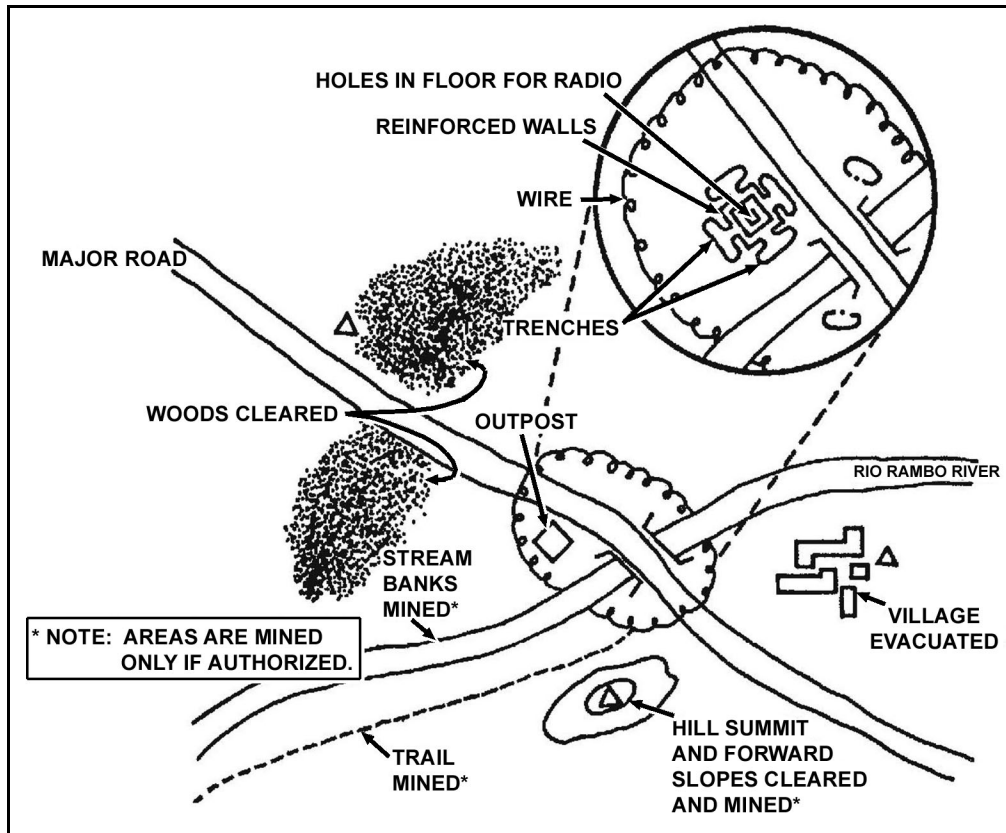 HOLES IN FLOOR FOR RADIO
REINFORCED WALLS
WIRE
MAJOR ROAD
TRENCHES
WOODS CLEARED
OUTPOST
RIO RAMBO RIVER
STREAM
BANKS
MINED*
VILLAGE
EVACUATED
* NOTE: AREAS ARE MINED
ONLY IF AUTHORIZED.
TRAIL
MINED*
HILL SUMMIT
AND FORWARD
SLOPES CLEARED
AND MINED*